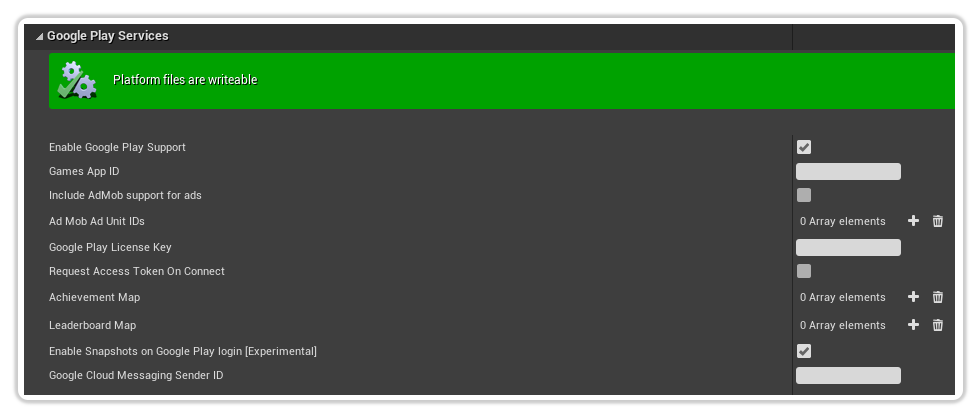 Google Play Services
Platform files are writeable
Enable Google Play Support
Games App ID
Include AdMob support for ads
Ad Mob Ad Unit IDs 0 Array elements
Google Play License Key
Request Access Token On Connect
Achievement Map 0 Array elements
Leaderboard Map 0 Array elements
Enable Snapshots on Google Play login [Experimental]
Google Cloud Messaging Sender ID